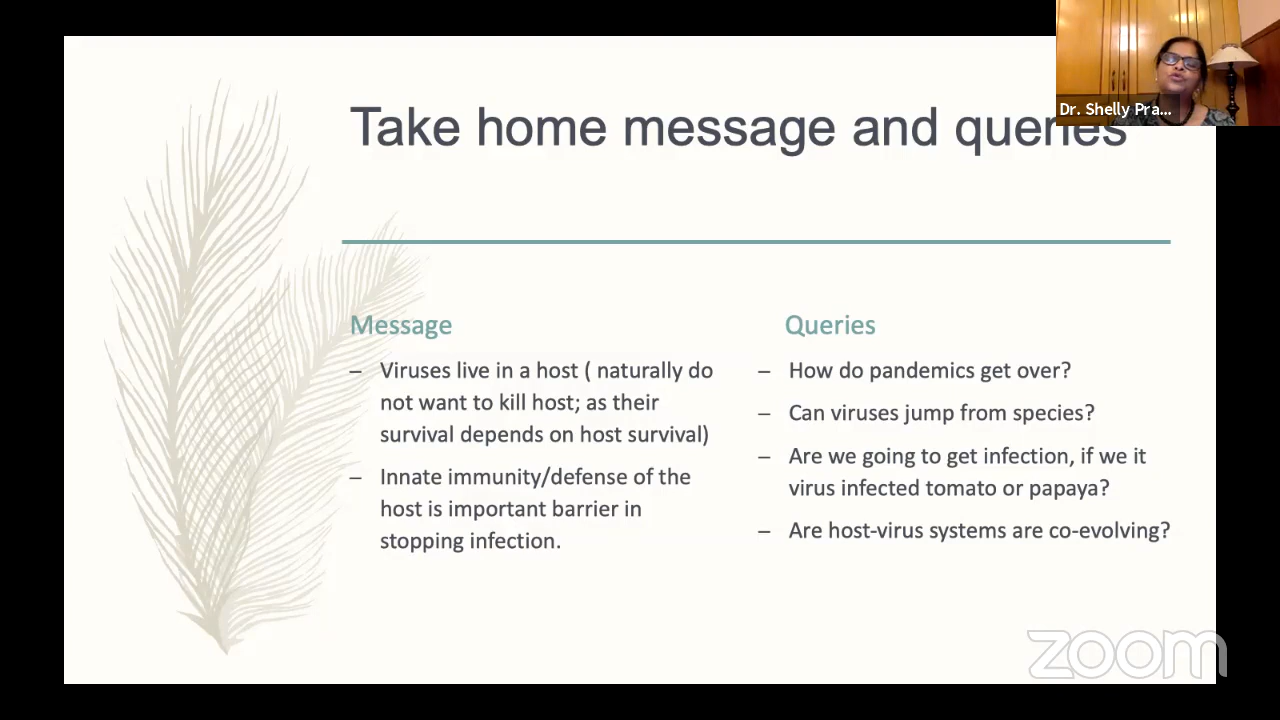 Dr. Shelly Pra...
Take home message and queries
Message
– Viruses live in a host ( naturally do
not want to kill host; as their
survival depends on host survival)
– Innate immunity/defense of the
host is important barrier in
stopping infection.
Queries
– How do pandemics get over?
– Can viruses jump from species?
– Are we going to get infection, if we it
virus infected tomato or papaya?
– Are host-virus systems are co-evolving?
zoom